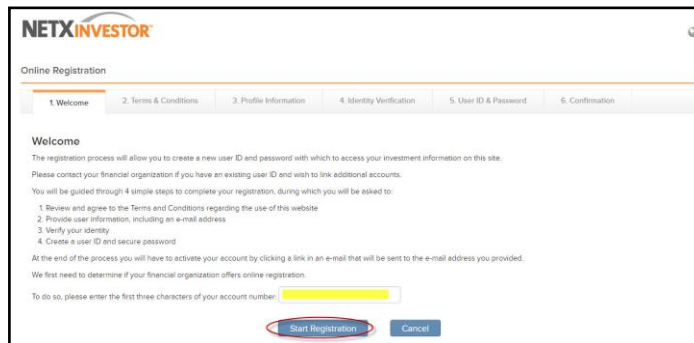 NETXINVESTOR
Online Registration
1. Welcome
2. Terms & Conditions
3. Profile Information
4. Identity Verification
5. User ID & Password
6. Confirmation
Welcome
The registration process will allow you to create a new user ID and password with which to access your investment information on this site.
Please contact your financial organization if you have an existing user ID and wish to link additional accounts.
You will be guided through 4 simple steps to complete your registration, during which you will be asked to:
1. Review and agree to the Terms and Conditions regarding the use of this website
2. Provide user information, including an e-mail address
3. Verify your identity
4. Create a user ID and secure password
At the end of the process you will have to activate your account by clicking a link in an e-mail that will be sent to the e-mail address you provided.
We first need to determine if your financial organization offers online registration.
To do so, please enter the first three characters of your account number:
Start Registration
Cancel